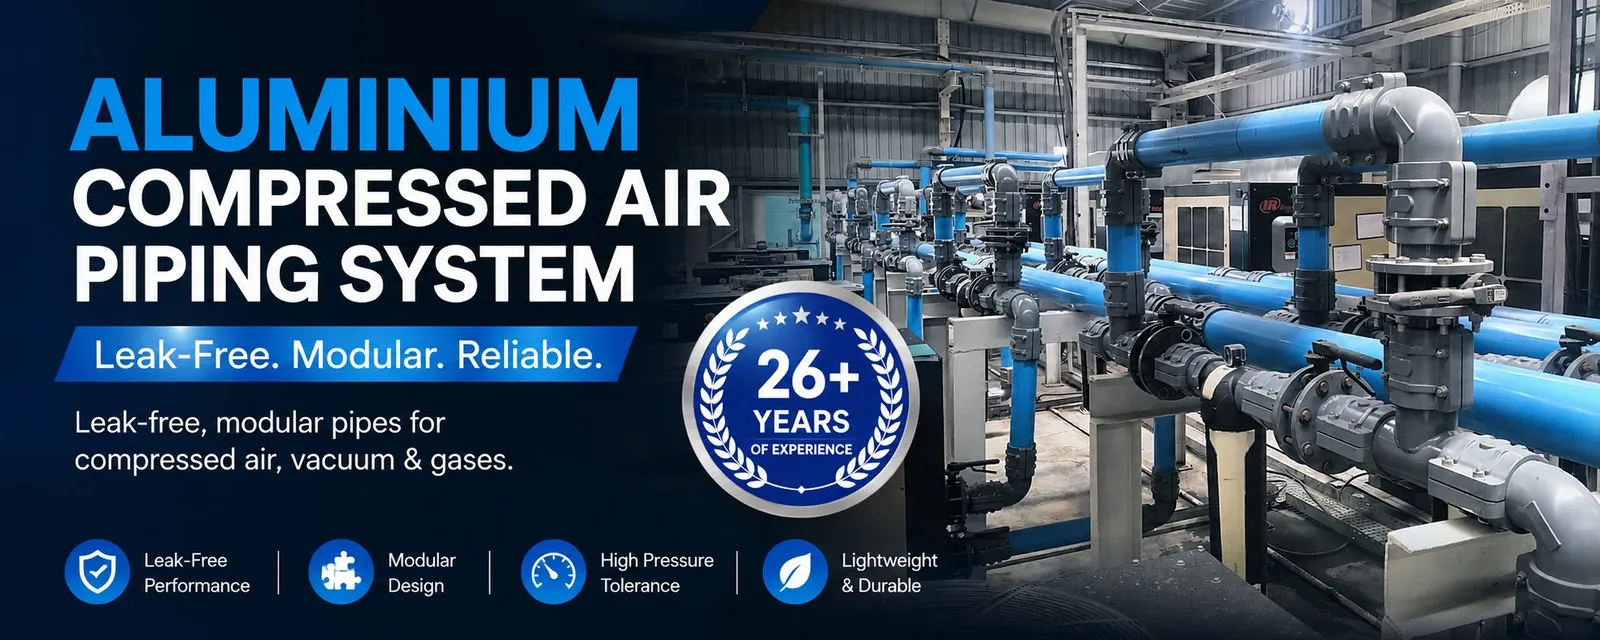 ALUMINIUM
COMPRESSED AIR
PIPING SYSTEM
Leak-Free. Modular. Reliable.
Leak-free, modular pipes for
compressed air, vacuum & gases.
26+
YEARS
OF EXPERIENCE
Leak-Free
Performance
Modular
Design
High Pressure
Tolerance
Lightweight
& Durable
IR